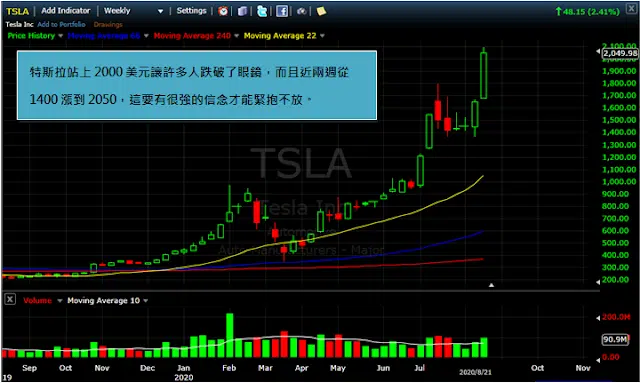 TSLA Add Indicator Weekly Settings 48.15 (2.41%)
Tesla Inc Add to Portfolio Drawings
Price History Moving Average 66 Moving Average 240 Moving Average 22
特斯拉站上 2000 美元讓許多人跌破了眼鏡，而且近兩週從
1400 漲到 2050，這要有很強的信念才能緊抱不放。
2,100.00
2,049.98
1,900.00
1,800.00
1,700.00
1,600.00
1,500.00
1,400.00
1,300.00
1,200.00
1,100.00
1,000.00
900.00
800.00
700.00
600.00
500.00
400.00
300.00
200.00
TSLA
Tesla Inc
Automotive
Auto Manufacturers - Major
X Volume Moving Average 10
200.0M
90.9M
Sep Oct Nov Dec Jan Feb Mar Apr May Jun Jul 2020/8/21 Oct Nov
19 2020